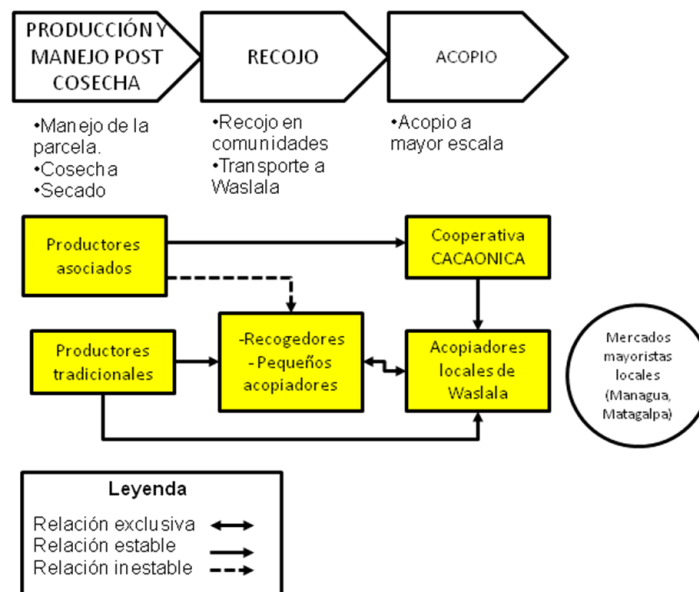 PRODUCCIÓN Y
MANEJO POST
COSECHA
RECOJO
ACOPIO
•Manejo de la
parcela.
•Cosecha
•Secado
•Recojo en
comunidades
•Transporte a
Waslala
•Acopio a
mayor escala
Productores
asociados
Cooperativa
CACAONICA
Productores
tradicionales
-Recogedores
- Pequeños
acopiadores
Acopiadores
locales de
Waslala
Mercados
mayoristas
locales
(Managua,
Matagalpa)
Leyenda
Relación exclusiva
Relación estable
Relación inestable